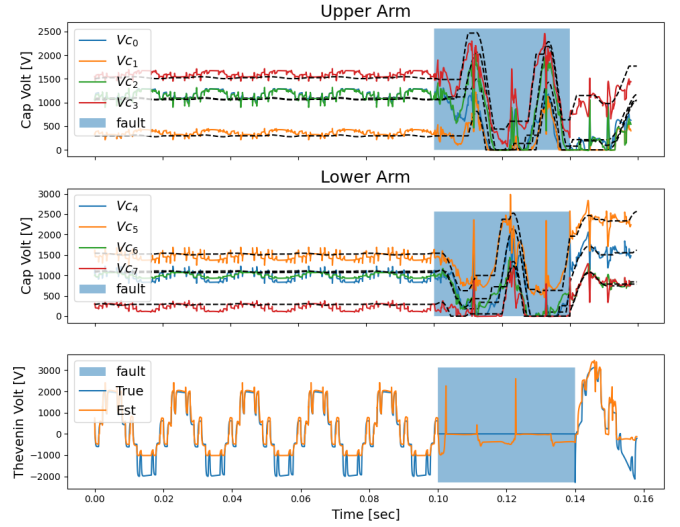 Upper Arm
Cap Volt [V]
2500
2000
1500
1000
500
0
Vc0
Vc1
Vc2
Vc3
fault
Lower Arm
Cap Volt [V]
3000
2500
2000
1500
1000
500
0
Vc4
Vc5
Vc6
Vc7
fault
Thevenin Volt [V]
3000
2000
1000
0
−1000
−2000
fault
True
Est
0.00 0.02 0.04 0.06 0.08 0.10 0.12 0.14 0.16
Time [sec]